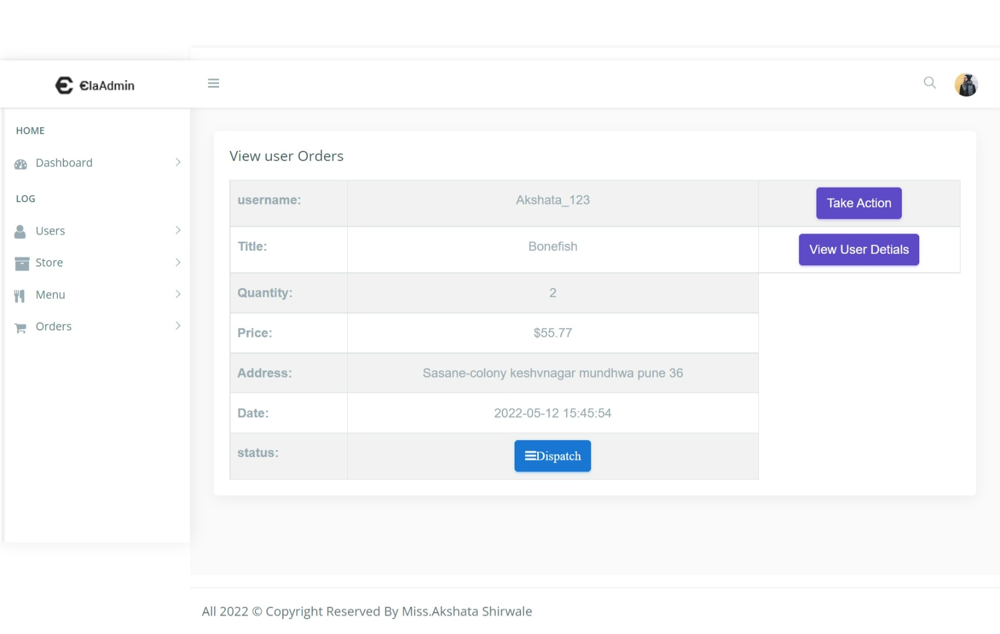 ElaAdmin
HOME
Dashboard
LOG
Users
Store
Menu
Orders
View user Orders
username: Akshata_123 Take Action
Title: Bonefish View User Detials
Quantity: 2
Price: $55.77
Address: Sasane-colony keshvnagar mundhwa pune 36
Date: 2022-05-12 15:45:54
status: Dispatch
All 2022 © Copyright Reserved By Miss.Akshata Shirwale